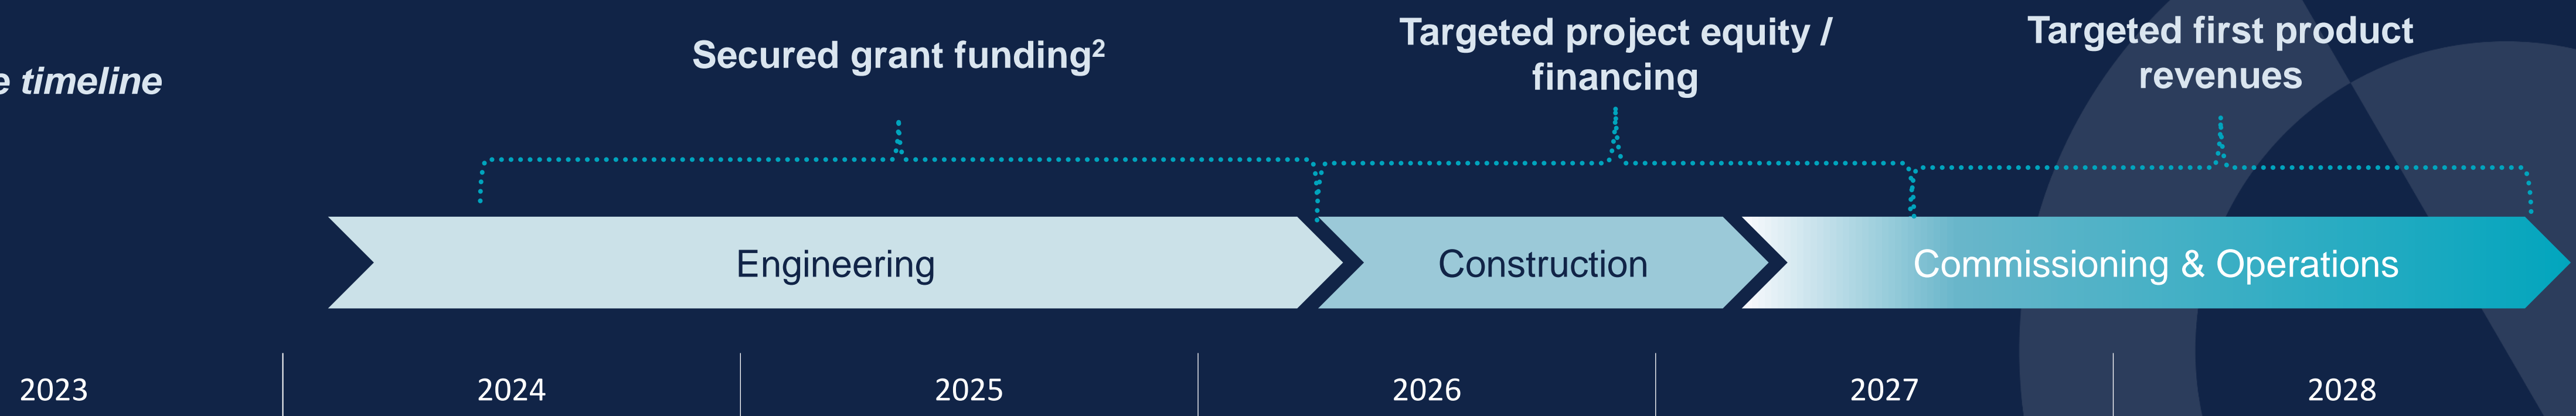 Targeted project equity /
financing
Targeted first product
revenues
Secured grant funding2
e timeline
Engineering
Construction
Commissioning & Operations
2023
2024
2025
2026
2027
2028